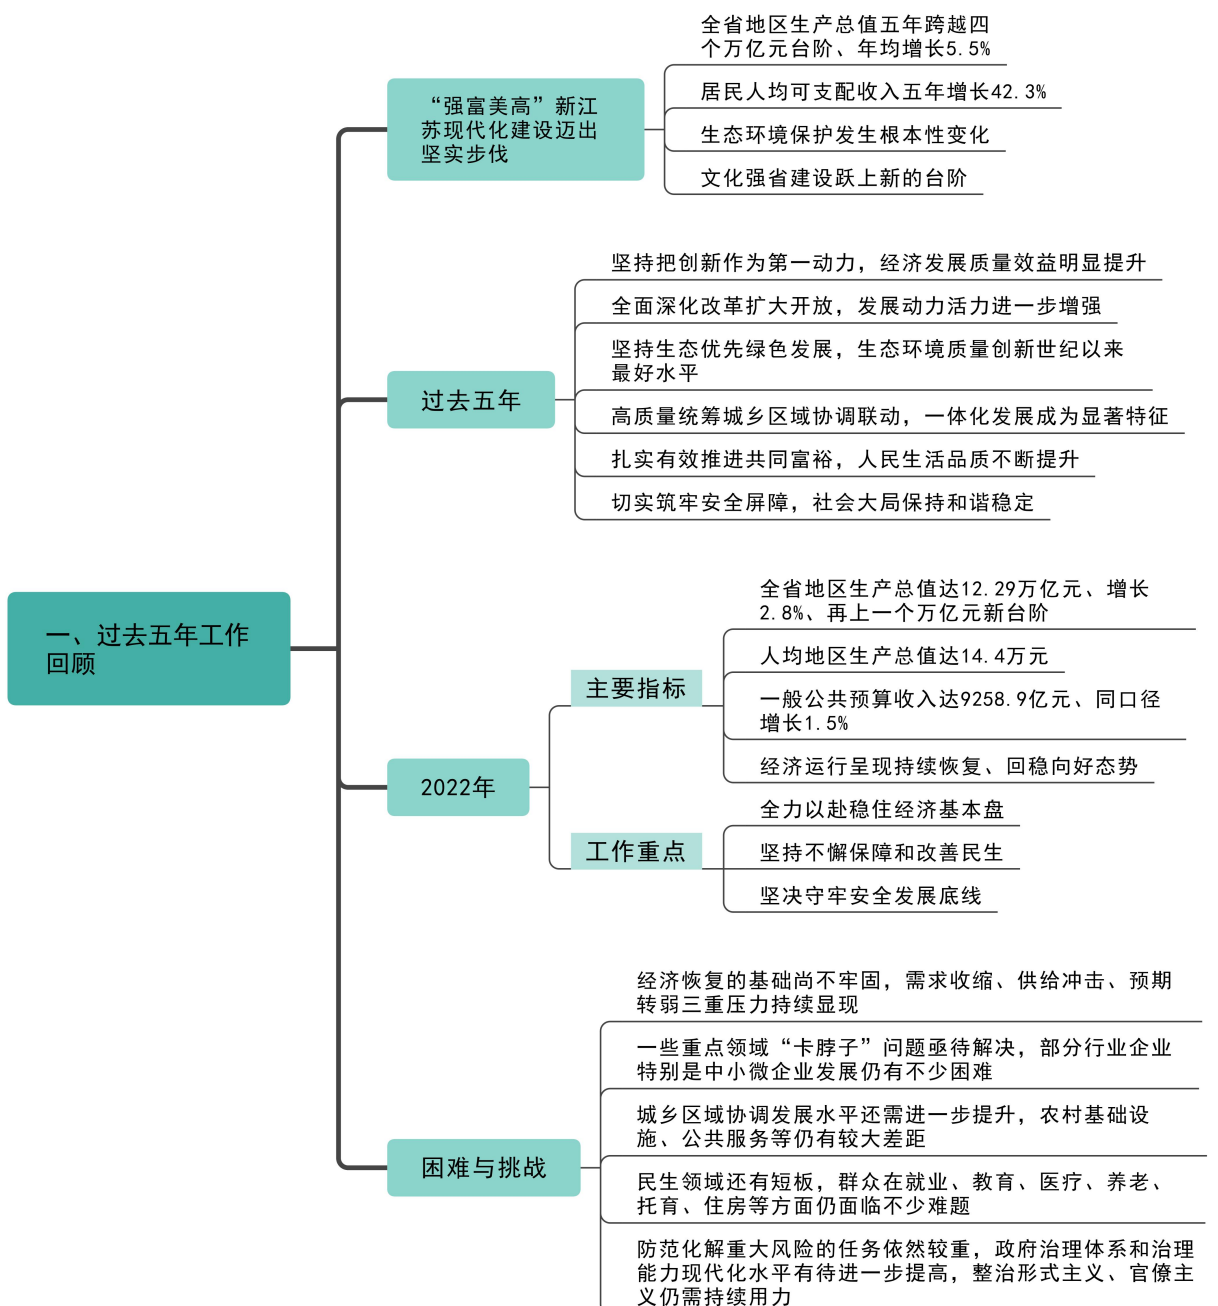 一、过去五年工作
回顾
“强富美高”新江
苏现代化建设迈出
坚实步伐
全省地区生产总值五年跨越四
个万亿元台阶、年均增长5.5%
居民人均可支配收入五年增长42.3%
生态环境保护发生根本性变化
文化强省建设跃上新的台阶
过去五年
坚持把创新作为第一动力，经济发展质量效益明显提升
全面深化改革扩大开放，发展动力活力进一步增强
坚持生态优先绿色发展，生态环境质量创新世纪以来
最好水平
高质量统筹城乡区域协调联动，一体化发展成为显著特征
扎实有效推进共同富裕，人民生活品质不断提升
切实筑牢安全屏障，社会大局保持和谐稳定
2022年
主要指标
全省地区生产总值达12.29万亿元、增长
2.8%、再上一个万亿元新台阶
人均地区生产总值达14.4万元
一般公共预算收入达9258.9亿元、同口径
增长1.5%
经济运行呈现持续恢复、回稳向好态势
工作重点
全力以赴稳住经济基本盘
坚持不懈保障和改善民生
坚决守牢安全发展底线
困难与挑战
经济恢复的基础尚不牢固，需求收缩、供给冲击、预期
转弱三重压力持续显现
一些重点领域“卡脖子”问题亟待解决，部分行业企业
特别是中小微企业发展仍有不少困难
城乡区域协调发展水平还需进一步提升，农村基础设
施、公共服务等仍有较大差距
民生领域还有短板，群众在就业、教育、医疗、养老、
托育、住房等方面仍面临不少难题
防范化解重大风险的任务依然较重，政府治理体系和治理
能力现代化水平有待进一步提高，整治形式主义、官僚主
义仍需持续用力